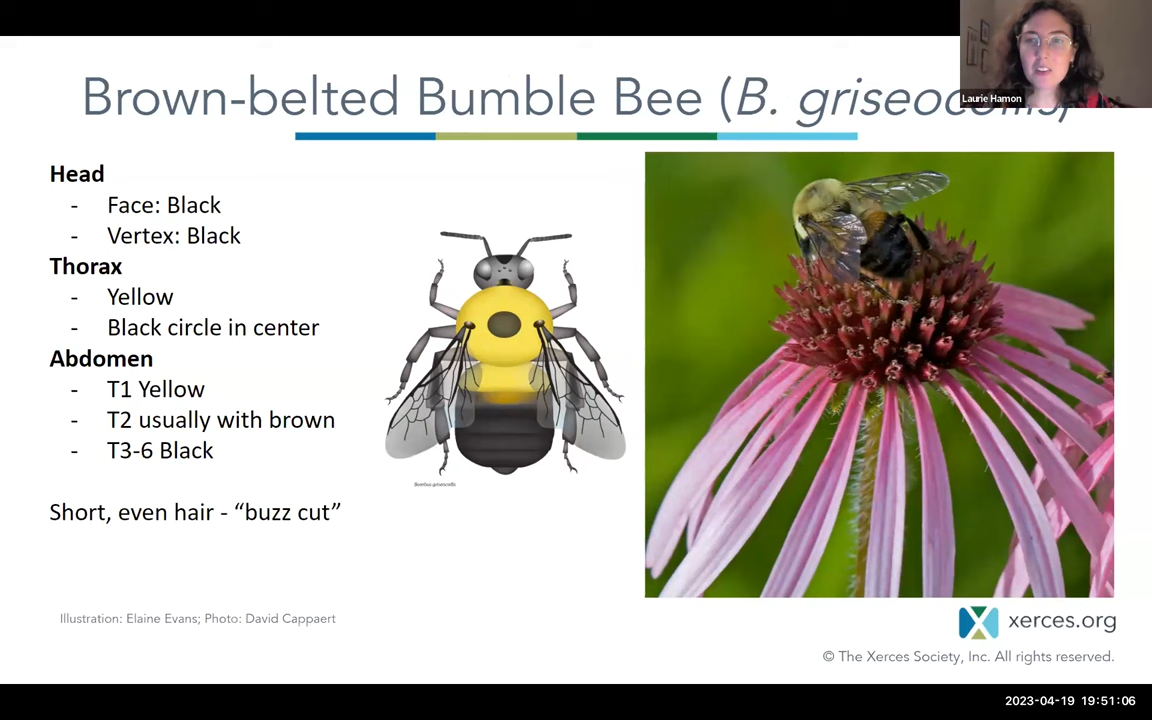 Brown-belted Bumble Bee (B. griseoc
Laurie Hamon
Head
- Face: Black
- Vertex: Black
Thorax
- Yellow
- Black circle in center
Abdomen
- T1 Yellow
- T2 usually with brown
- T3-6 Black
Bombus griseocollis
Short, even hair - “buzz cut”
Illustration: Elaine Evans; Photo: David Cappaert
xerces.org
© The Xerces Society, Inc. All rights reserved.
2023-04-19 19:51:06